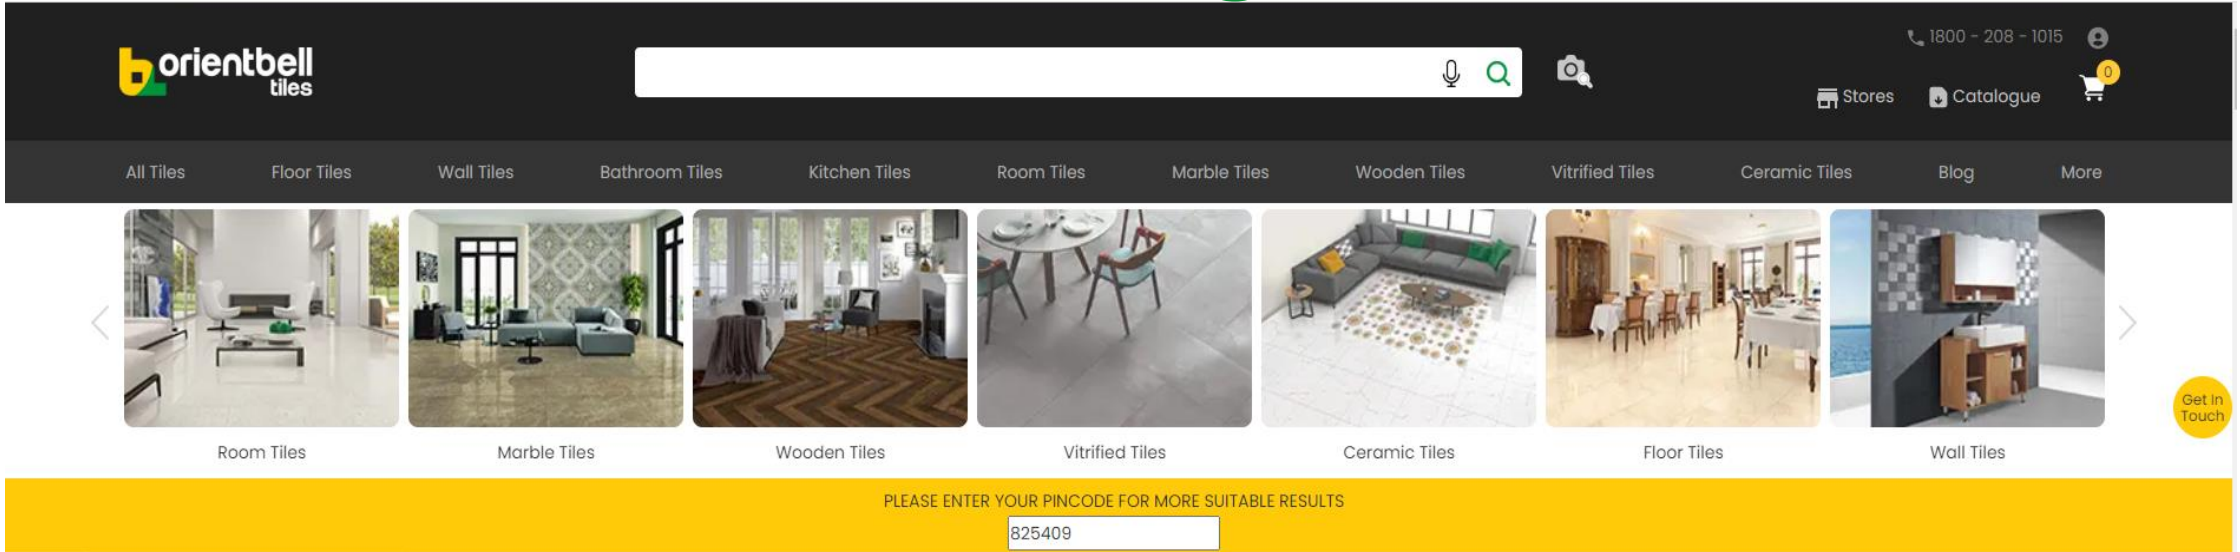 orientbell
tiles
1800 - 208 - 1015
0
Stores
Catalogue
All Tiles
Floor Tiles
Wall Tiles
Bathroom Tiles
Kitchen Tiles
Room Tiles
Marble Tiles
Wooden Tiles
Vitrified Tiles
Ceramic Tiles
Blog
More
Room Tiles
Marble Tiles
Wooden Tiles
Vitrified Tiles
Ceramic Tiles
Floor Tiles
Wall Tiles
Get In
Touch
PLEASE ENTER YOUR PINCODE FOR MORE SUITABLE RESULTS
825409